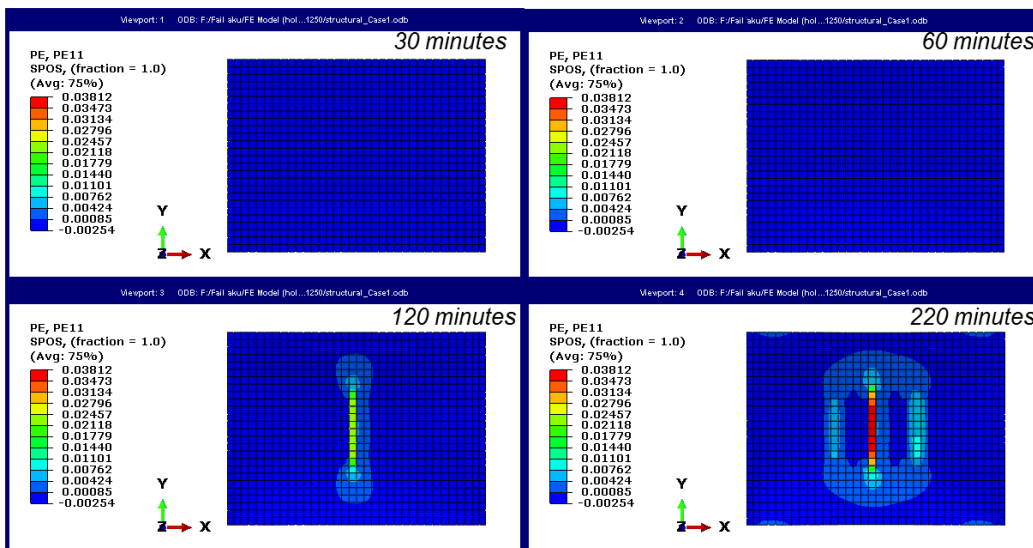 Viewport: 1 ODB: F:/Fail aku/FE Model (hol...1250/structural_Case1.odb
30 minutes
PE, PE11
SPOS, (fraction = 1.0)
(Avg: 75%)
0.03812
0.03473
0.03134
0.02796
0.02457
0.02118
0.01779
0.01440
0.01101
0.00762
0.00424
0.00085
-0.00254
Y
Z X
Viewport: 2 ODB: F:/Fail aku/FE Model (hol...1250/structural_Case1.odb
60 minutes
PE, PE11
SPOS, (fraction = 1.0)
(Avg: 75%)
0.03812
0.03473
0.03134
0.02796
0.02457
0.02118
0.01779
0.01440
0.01101
0.00762
0.00424
0.00085
-0.00254
Y
Z X
Viewport: 3 ODB: F:/Fail aku/FE Model (hol...1250/structural_Case1.odb
120 minutes
PE, PE11
SPOS, (fraction = 1.0)
(Avg: 75%)
0.03812
0.03473
0.03134
0.02796
0.02457
0.02118
0.01779
0.01440
0.01101
0.00762
0.00424
0.00085
-0.00254
Y
Z X
Viewport: 4 ODB: F:/Fail aku/FE Model (hol...1250/structural_Case1.odb
220 minutes
PE, PE11
SPOS, (fraction = 1.0)
(Avg: 75%)
0.03812
0.03473
0.03134
0.02796
0.02457
0.02118
0.01779
0.01440
0.01101
0.00762
0.00424
0.00085
-0.00254
Y
Z X